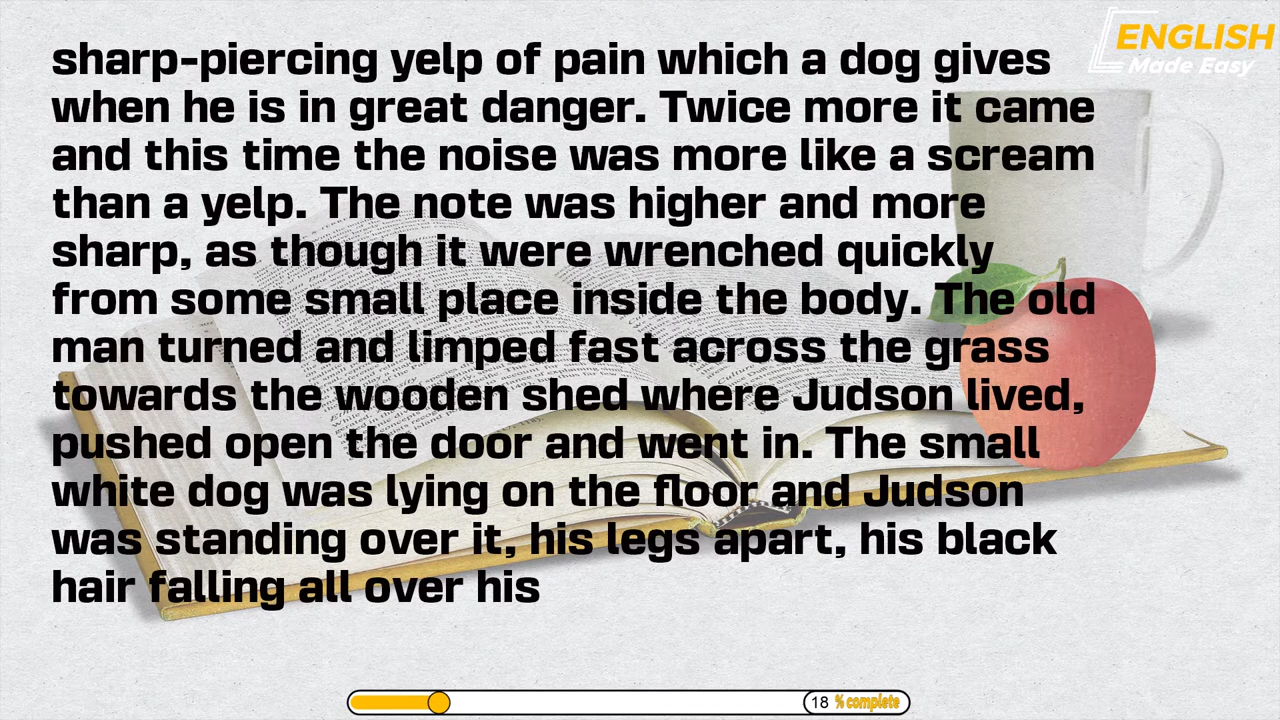 ENGLISH
Made Easy
sharp-piercing yelp of pain which a dog gives
when he is in great danger. Twice more it came
and this time the noise was more like a scream
than a yelp. The note was higher and more
sharp, as though it were wrenched quickly
from some small place inside the body. The old
man turned and limped fast across the grass
towards the wooden shed where Judson lived,
pushed open the door and went in. The small
white dog was lying on the floor and Judson
was standing over it, his legs apart, his black
hair falling all over his
18 % complete